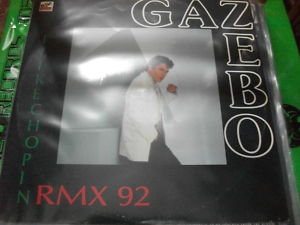 GAZEBO
I LIKE CHOPIN
RMX 92